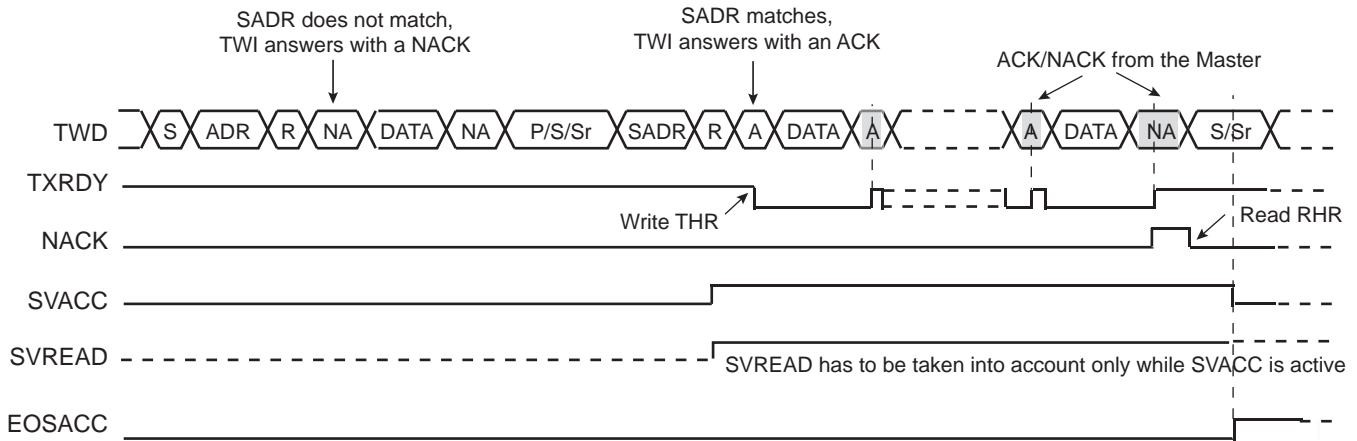 SADR does not match,
TWI answers with a NACK
SADR matches,
TWI answers with an ACK
ACK/NACK from the Master
TWD S ADR R NA DATA NA P/S/Sr SADR R A DATA A A DATA NA S/Sr
TXRDY
Write THR
Read RHR
NACK
SVACC
SVREAD
SVREAD has to be taken into account only while SVACC is active
EOSACC